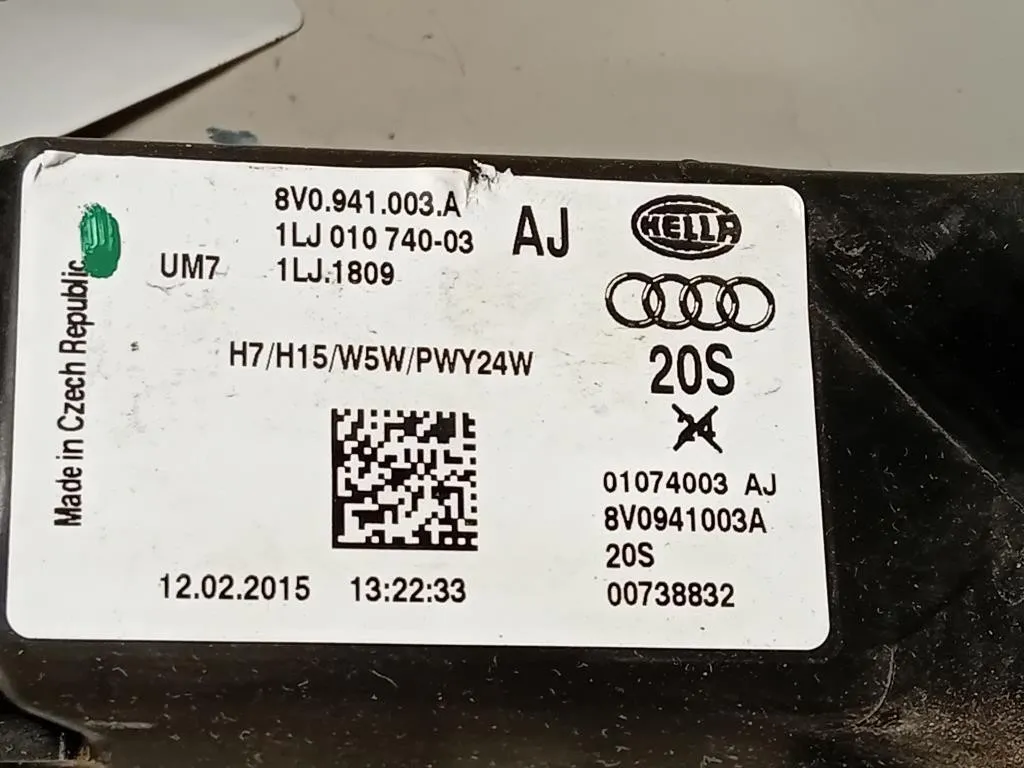 8V0.941.003.A
1LJ 010 740-03
AJ
HELLA
UM7
1LJ.1809
Made in Czech Republic
H7/H15/W5W/PWY24W
20S
24
01074003 AJ
8V0941003A
20S
12.02.2015 13:22:33
00738832